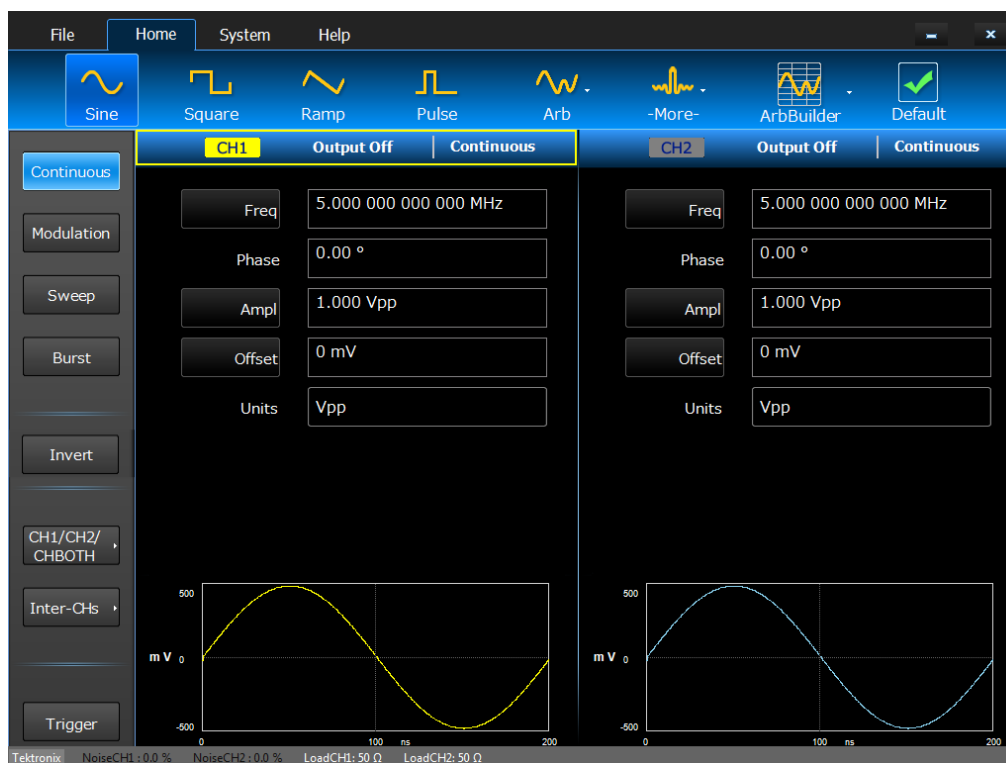 File Home System Help
Sine Square Ramp Pulse Arb -More- ArbBuilder Default
CH1 Output Off Continuous CH2 Output Off Continuous
Continuous
Modulation
Sweep
Burst
Invert
CH1/CH2/
CHBOTH
Inter-CHs
Trigger
Freq 5.000 000 000 000 MHz
Phase 0.00 º
Ampl 1.000 Vpp
Offset 0 mV
Units Vpp
500
m V 0
-500
0 100 ns 200
Freq 5.000 000 000 000 MHz
Phase 0.00 º
Ampl 1.000 Vpp
Offset 0 mV
Units Vpp
500
m V 0
-500
0 100 ns 200
Tektronix NoiseCH1 : 0.0 % NoiseCH2 : 0.0 % LoadCH1: 50 Ω LoadCH2: 50 Ω